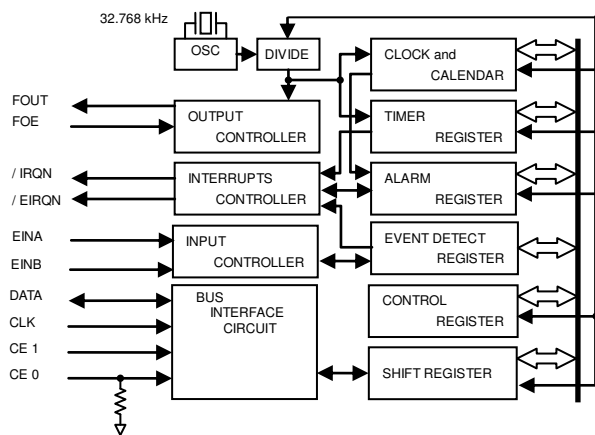 32.768 kHz
OSC
DIVIDE
CLOCK and
CALENDAR
FOUT
FOE
OUTPUT
CONTROLLER
TIMER
REGISTER
/ IRQN
/ EIRQN
INTERRUPTS
CONTROLLER
ALARM
REGISTER
EINA
EINB
INPUT
CONTROLLER
EVENT DETECT
REGISTER
DATA
CLK
CE 1
CE 0
BUS
INTERFACE
CIRCUIT
CONTROL
REGISTER
SHIFT REGISTER